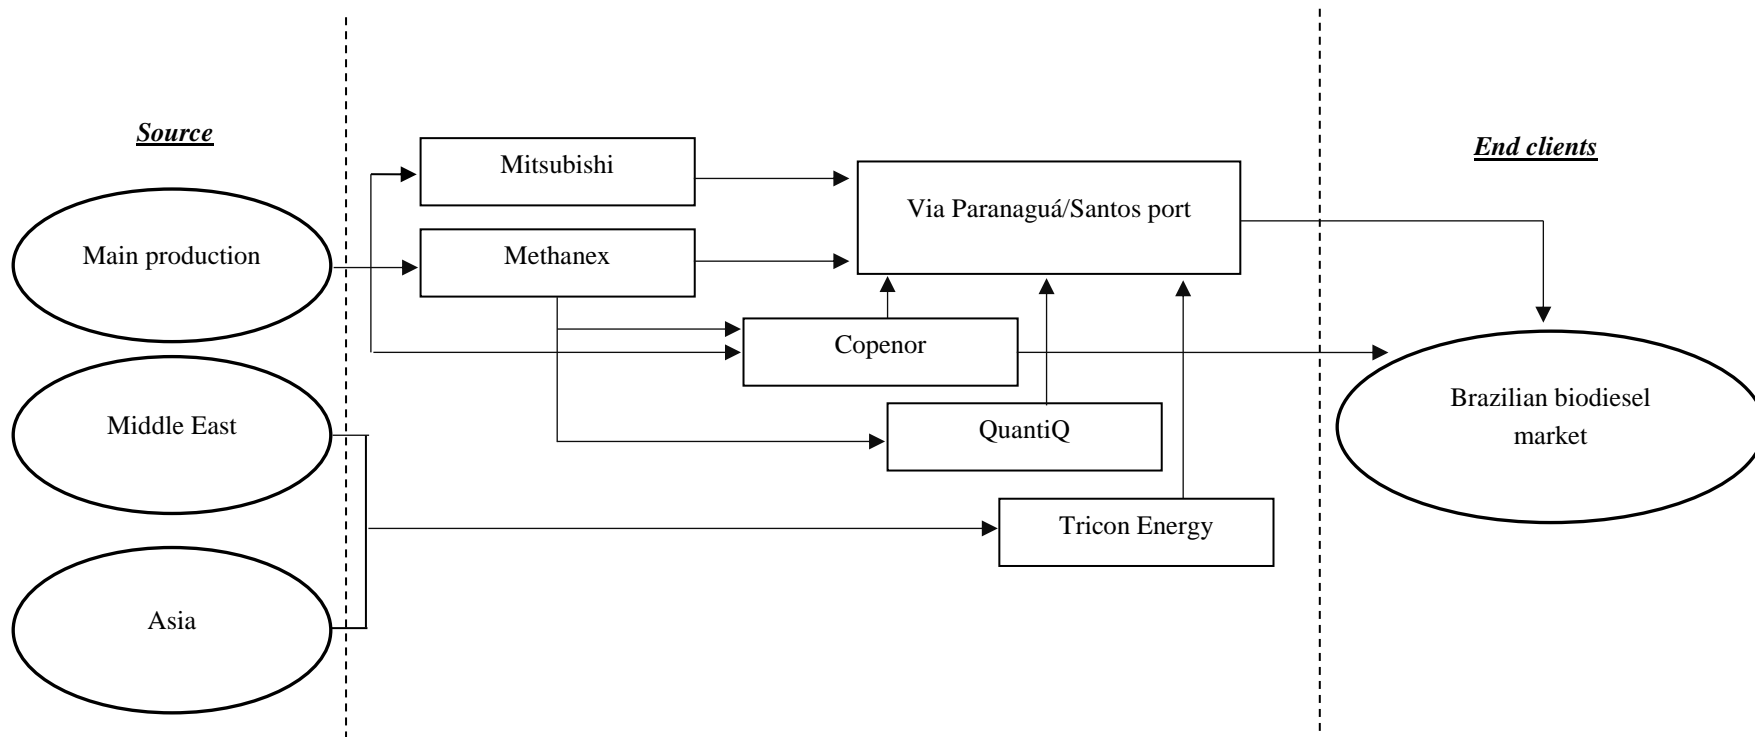 Source
End clients
Mitsubishi
Via Paranaguá/Santos port
Main production
Methanex
Copenor
Middle East
QuantiQ
Brazilian biodiesel
market
Tricon Energy
Asia